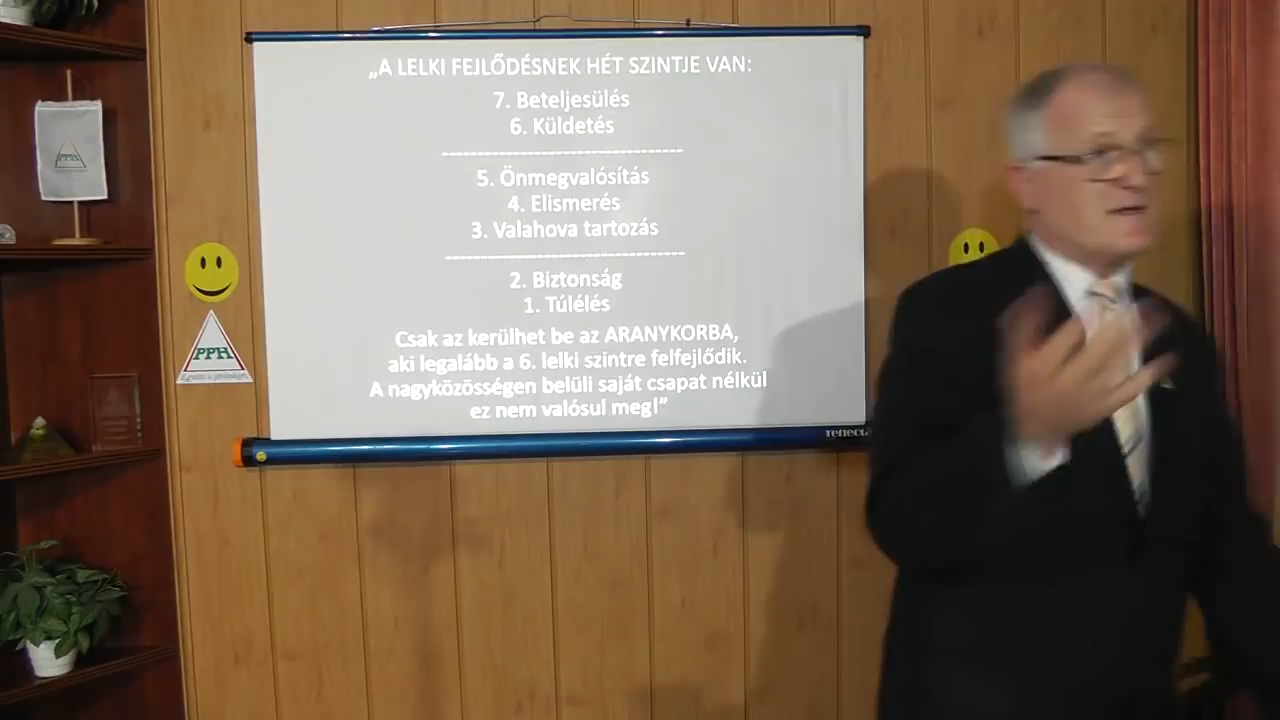 „A LELKI FEJLŐDÉSNEK HÉT SZINTJE VAN:
7. Beteljesülés
6. Küldetés
-------------------------------
5. Önmegvalósítás
4. Elismerés
3. Valahova tartozás
-------------------------------
2. Biztonság
1. Túlélés
Csak az kerülhet be az ARANYKORBA,
aki legalább a 6. lelki szintre felfejlődik.
A nagyközösségen belüli saját csapat nélkül
ez nem valósul meg!”
PPH
PPH